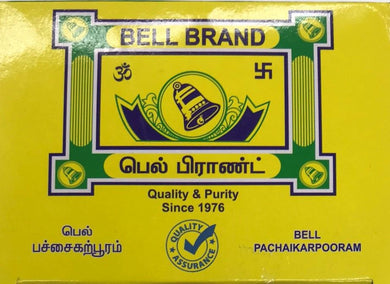 BELL BRAND
ॐ 卐
பெல் பிராண்ட்
Quality & Purity
Since 1976
பெல்
பச்சைகற்பூரம்
QUALITY
ASSURANCE
BELL
PACHAIKARPOORAM